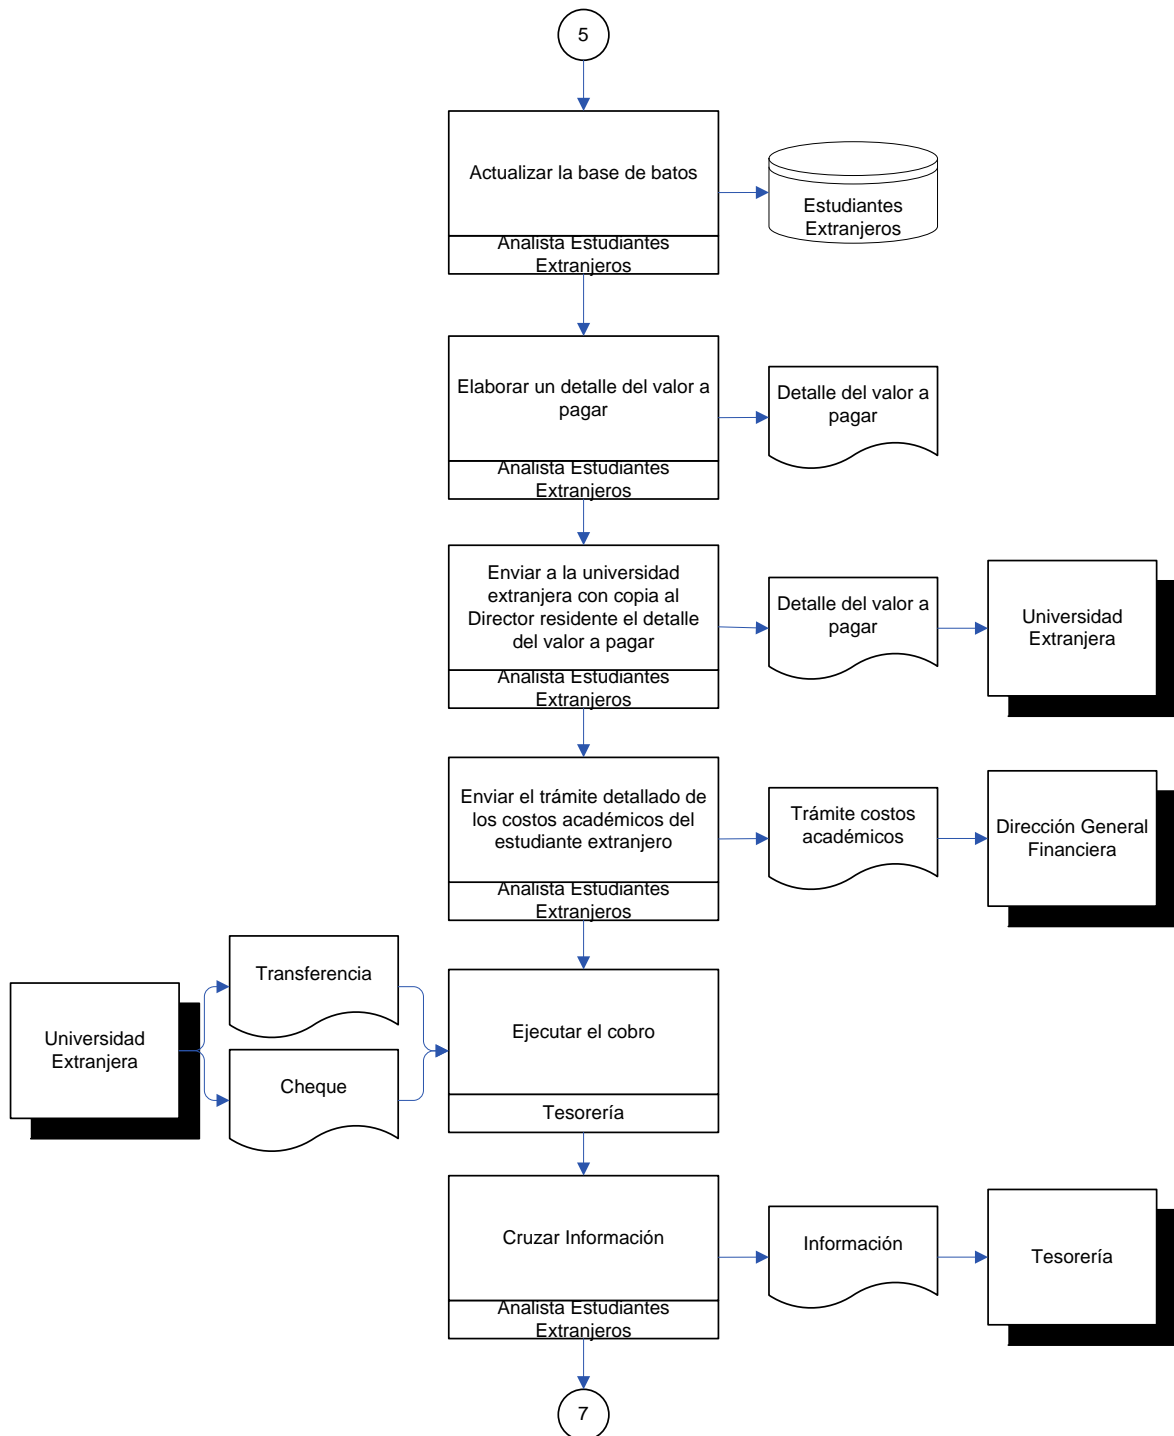 5
Actualizar la base de batos
Analista Estudiantes
Extranjeros
Estudiantes
Extranjeros
Elaborar un detalle del valor a
pagar
Analista Estudiantes
Extranjeros
Detalle del valor a
pagar
Enviar a la universidad
extranjera con copia al
Director residente el detalle
del valor a pagar
Analista Estudiantes
Extranjeros
Detalle del valor a
pagar
Universidad
Extranjera
Enviar el trámite detallado de
los costos académicos del
estudiante extranjero
Analista Estudiantes
Extranjeros
Trámite costos
académicos
Dirección General
Financiera
Universidad
Extranjera
Transferencia
Cheque
Ejecutar el cobro
Tesorería
Cruzar Información
Analista Estudiantes
Extranjeros
Información
Tesorería
7